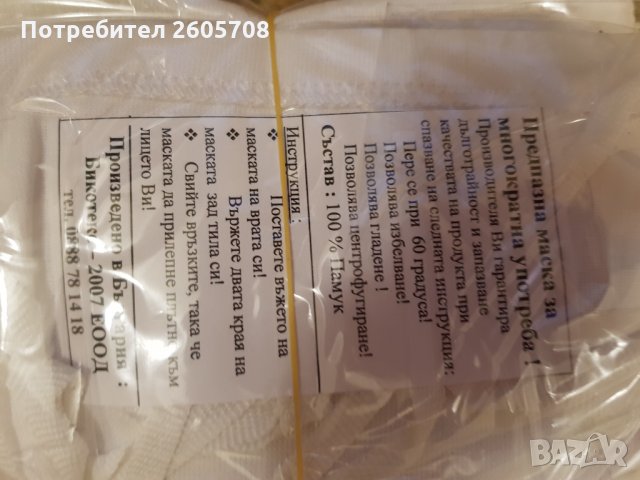 Потребител 2605708
Предпазна маска за
многократна употреба !
Производителя Ви гарантира
дълготрайност и запазване
качествата на продукта при
спазване на следната инструкция:
Пере се при 60 градуса!
Позволява избелване!
Позволява гладене !
Позволява центрофугиране!
Състав : 100 % Памук
Инструкция :
❖ Поставете въжето на
маската на врата си!
❖ Вържете двата края на
маската зад тила си!
❖ Свийте връзките, така че
маската да прилепне плътно към
лицето Ви!
Произведено в България :
Бикотекс – 2007 ЕООД
тел. 0888 78 14 18
BAZAR